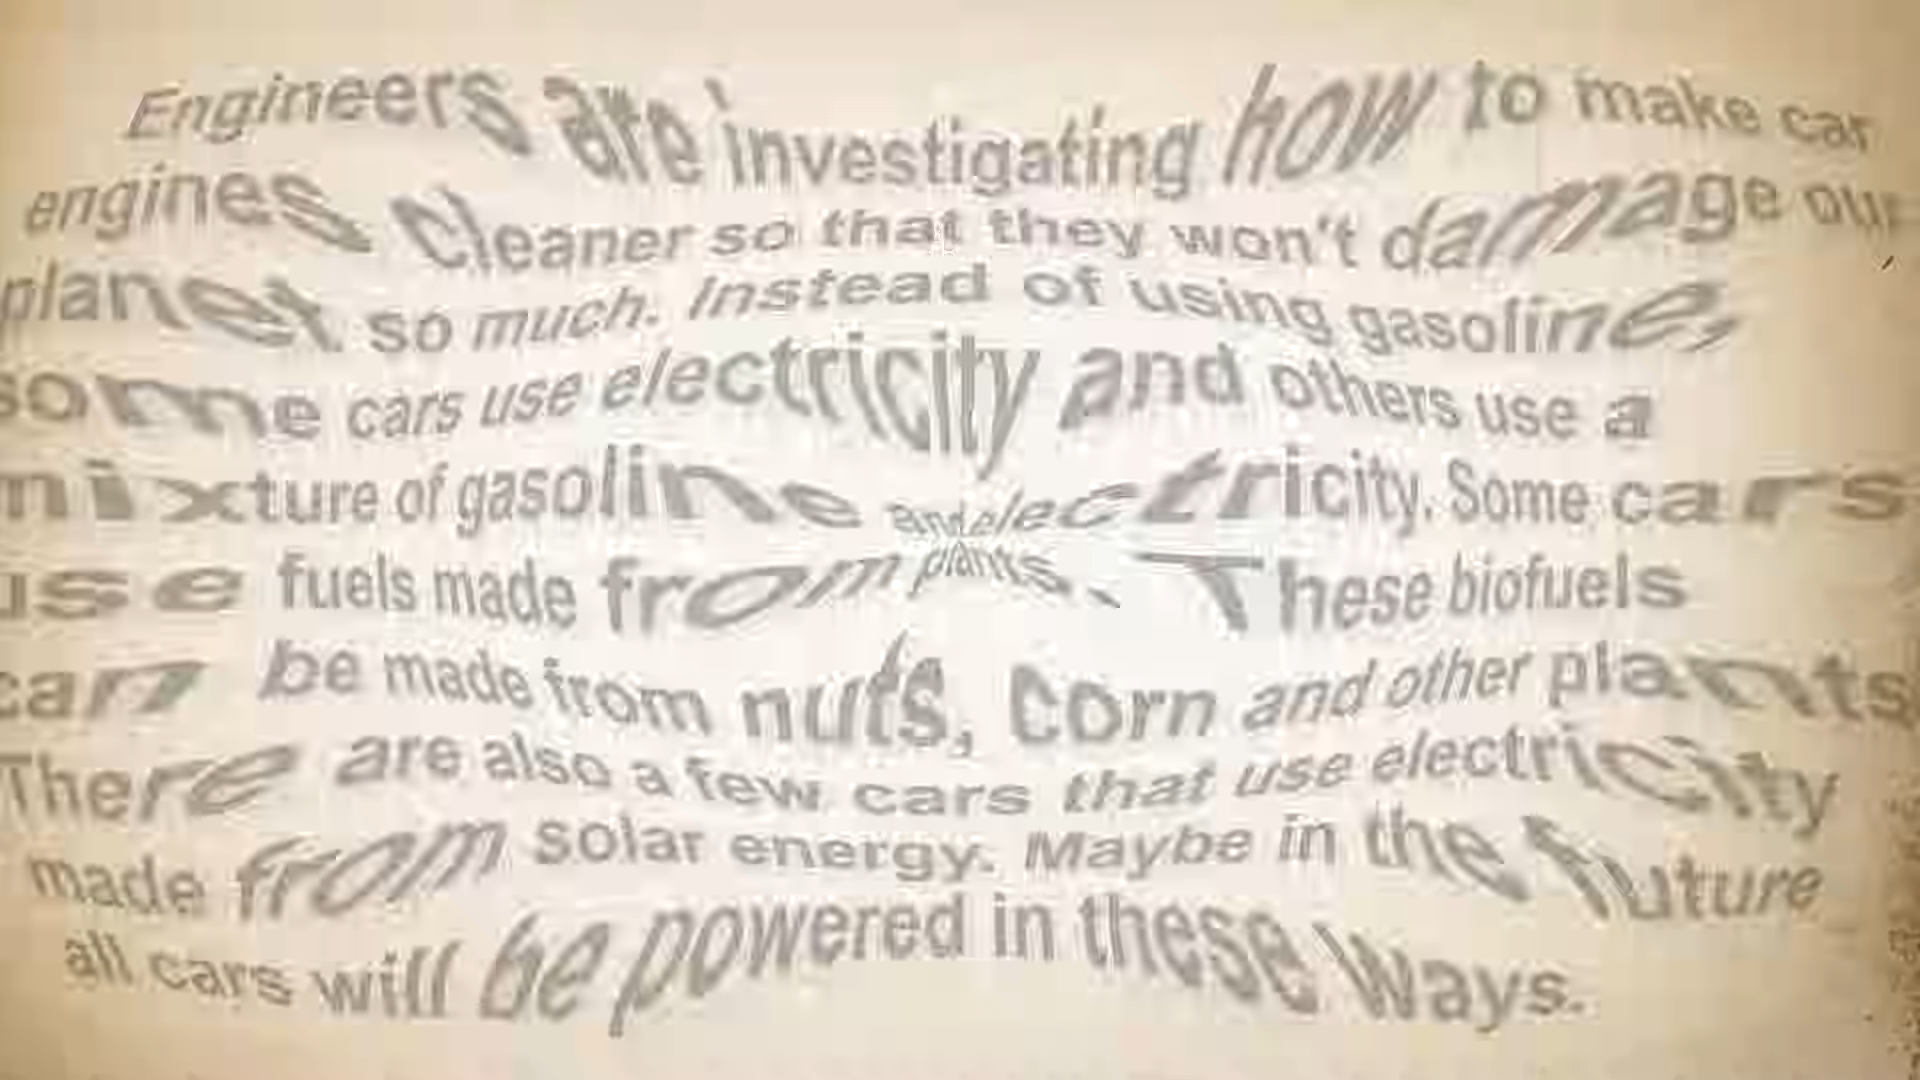 Engineers are investigating how to make car
engines cleaner so that they won't damage our
planet so much. Instead of using gasoline,
some cars use electricity and others use a
mixture of gasoline and electricity. Some cars
use fuels made from plants. These biofuels
can be made from nuts, corn and other plants
There are also a few cars that use electricity
made from solar energy. Maybe in the future
all cars will be powered in these ways.